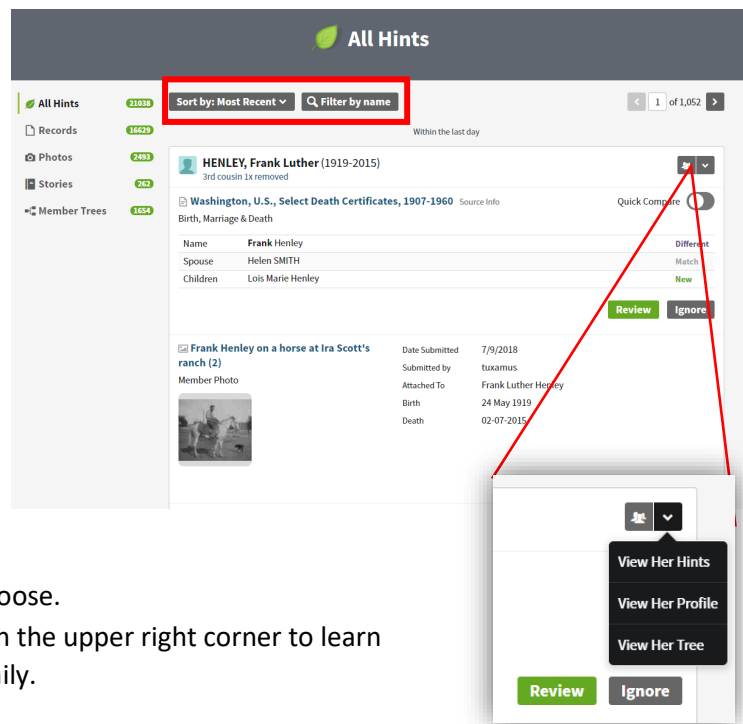 All Hints
All Hints 21038
Records 16629
Photos 2493
Stories 262
Member Trees 1654
Sort by: Most Recent Filter by name
1 of 1,052
Within the last day
HENLEY, Frank Luther (1919-2015)
3rd cousin 1x removed
Washington, U.S., Select Death Certificates, 1907-1960 Source Info Quick Compare
Birth, Marriage & Death
Name Frank Henley Different
Spouse Helen SMITH Match
Children Lois Marie Henley New
Review Ignore
Frank Henley on a horse at Ira Scott's
ranch (2)
Member Photo
Date Submitted 7/9/2018
Submitted by tuxamus
Attached To Frank Luther Henley
Birth 24 May 1919
Death 02-07-2015
View Her Hints
View Her Profile
View Her Tree
Review Ignore
oose.
n the upper right corner to learn
ily.